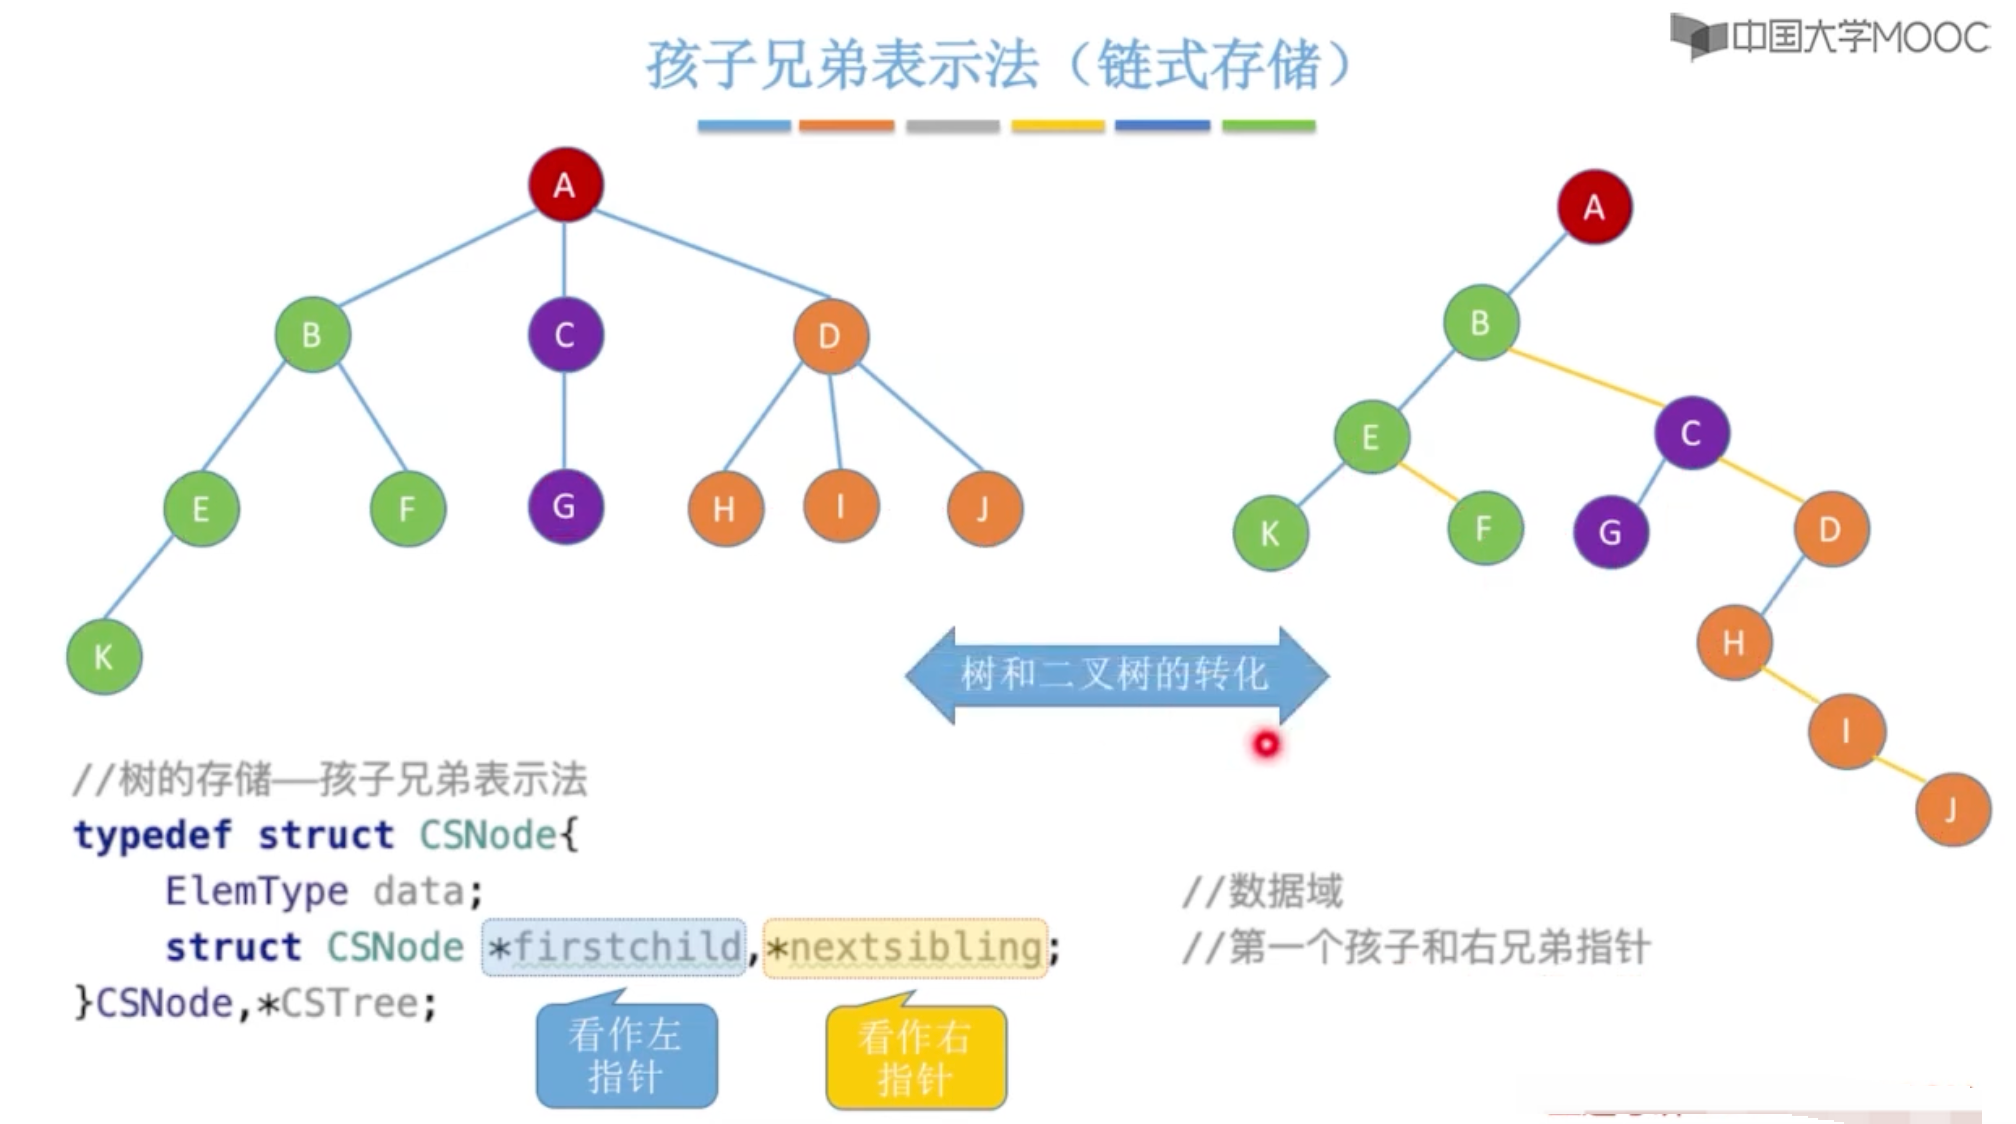 中国大学MOOC
孩子兄弟表示法（链式存储）
A
B
C
D
E
F
G
H
I
J
K
A
B
E
C
K
F
G
D
H
I
J
树和二叉树的转化
//树的存储——孩子兄弟表示法
typedef struct CSNode{
ElemType data; //数据域
struct CSNode *firstchild,*nextsibling; //第一个孩子和右兄弟指针
}CSNode,*CSTree;
看作左
指针
看作右
指针